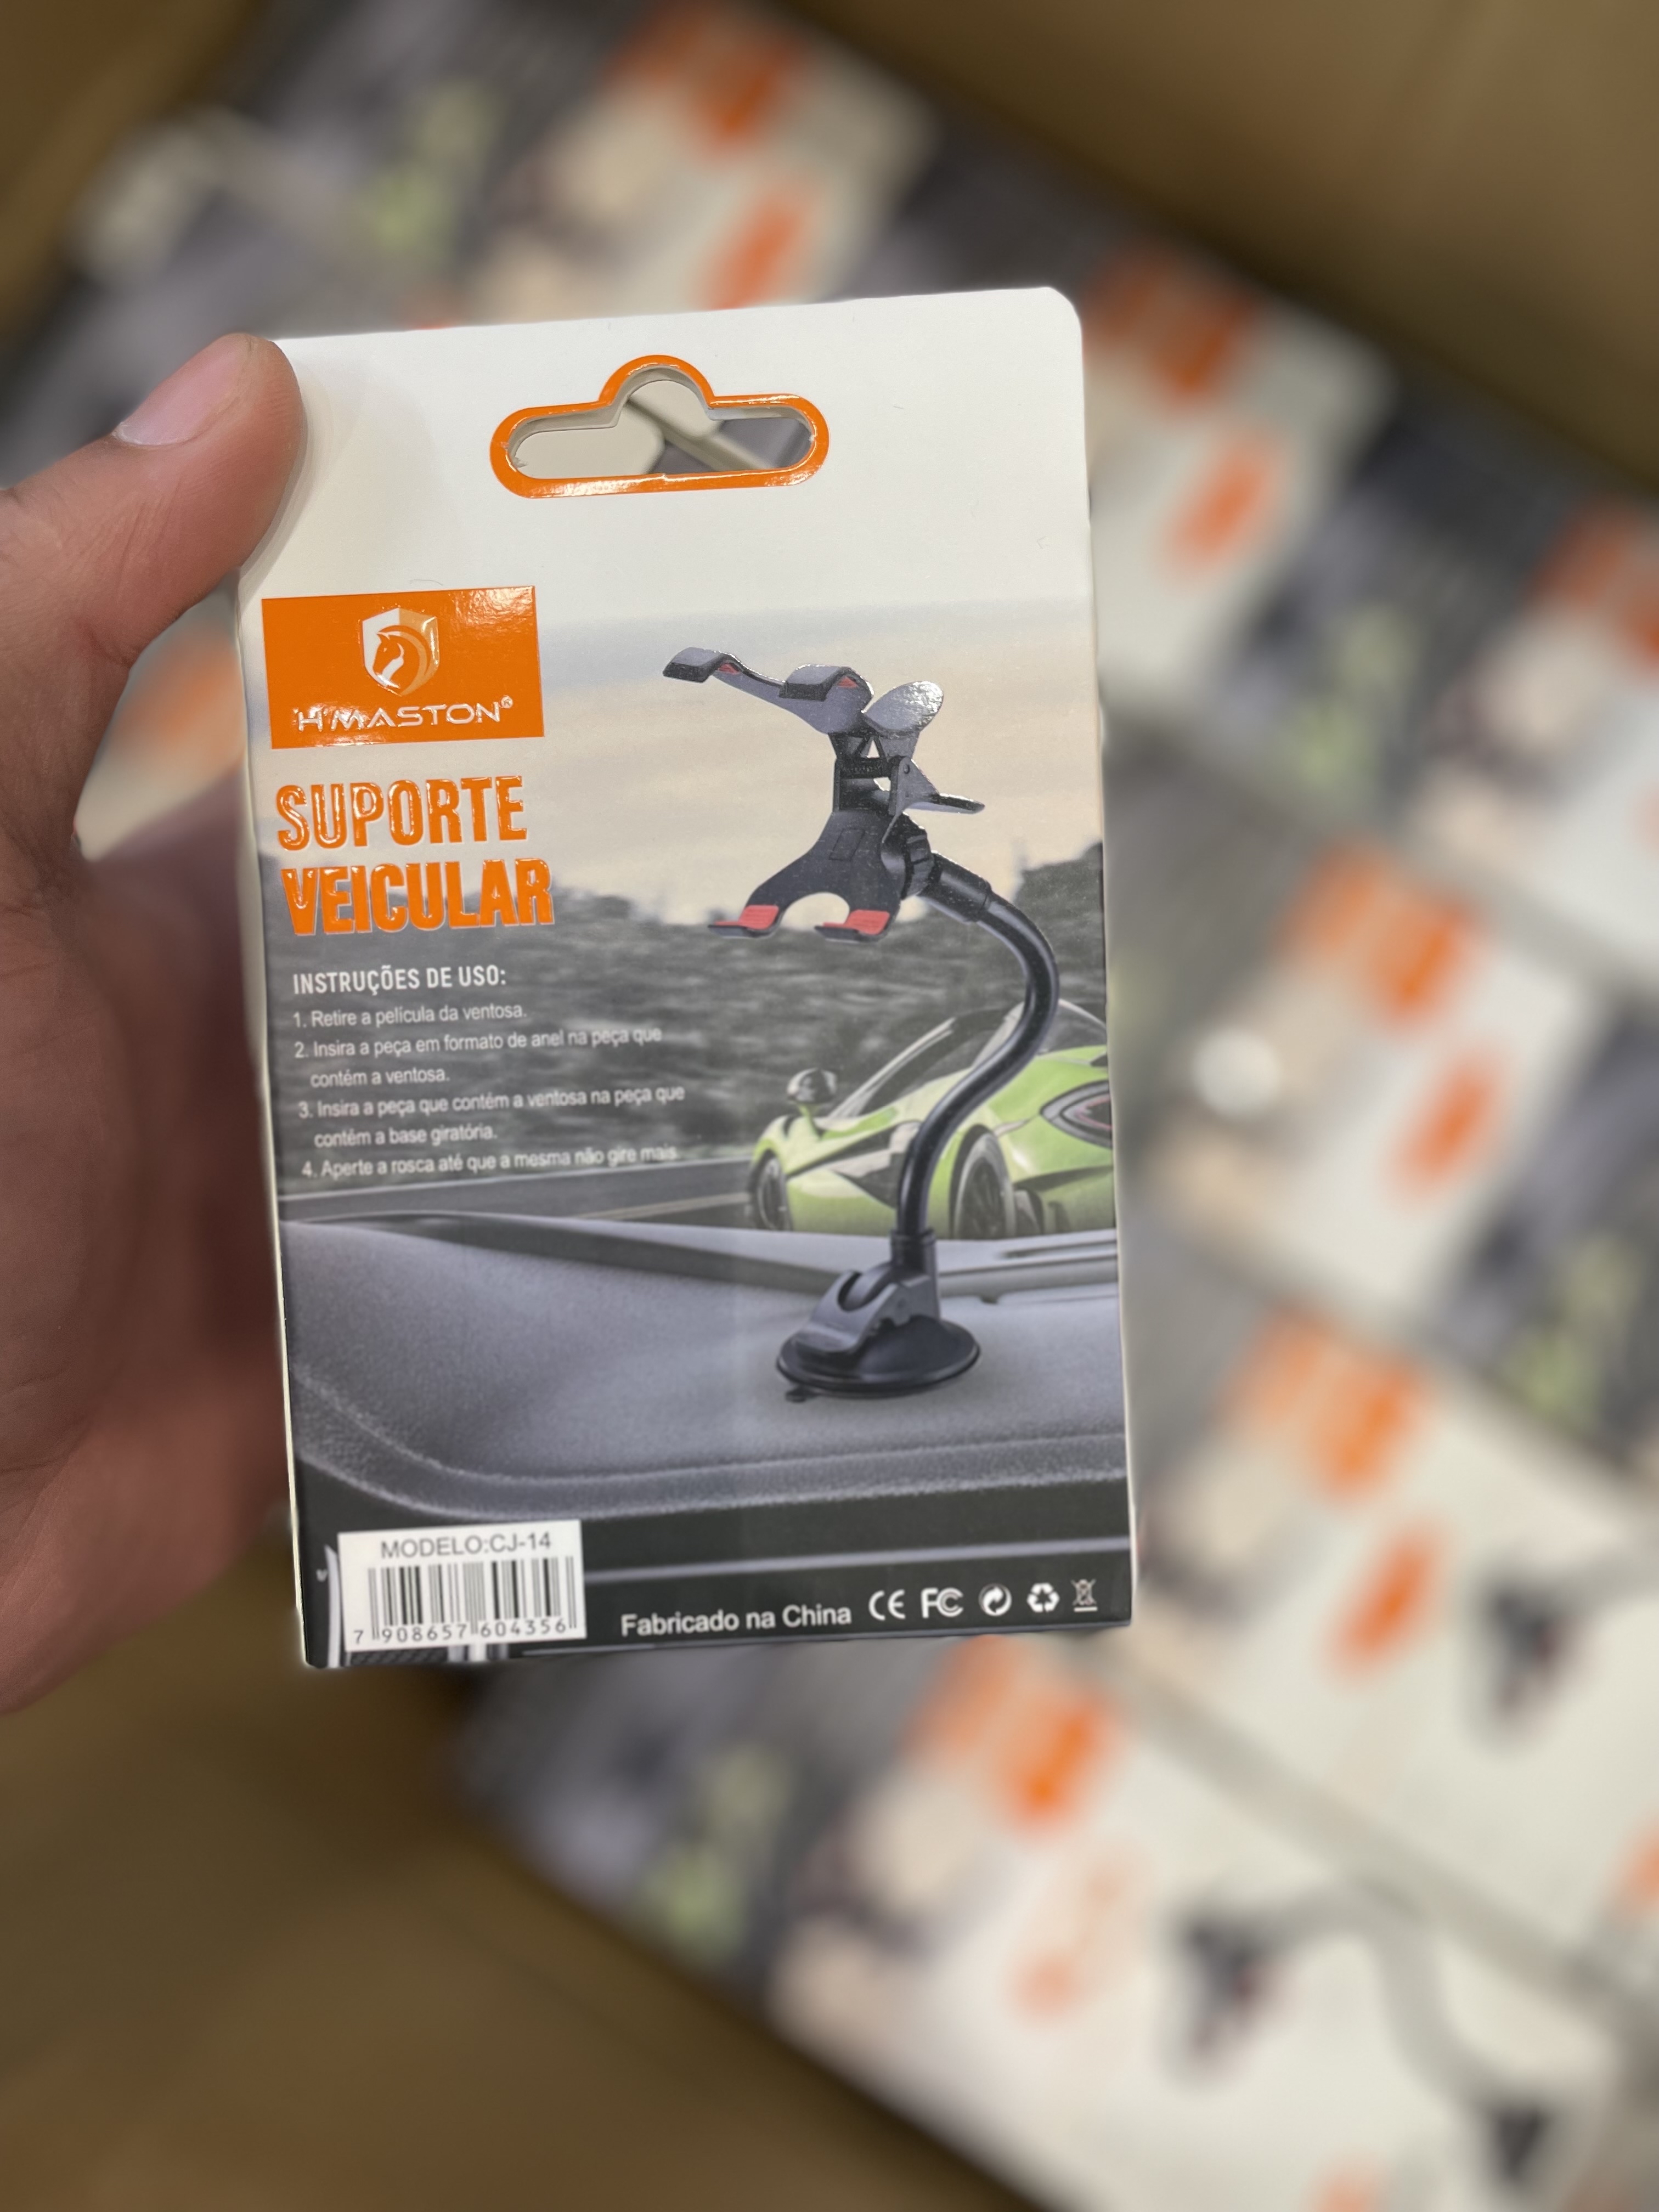 H'MASTON®
SUPORTE
VEICULAR
INSTRUÇÕES DE USO:
1. Retire a película da ventosa.
2. Insira a peça em formato de anel na peça que
contém a ventosa.
3. Insira a peça que contém a ventosa na peça que
contém a base giratória.
4. Aperte a rosca até que a mesma não gire mais.
MODELO:CJ-14
7 908657 604356
Fabricado na China CE FC